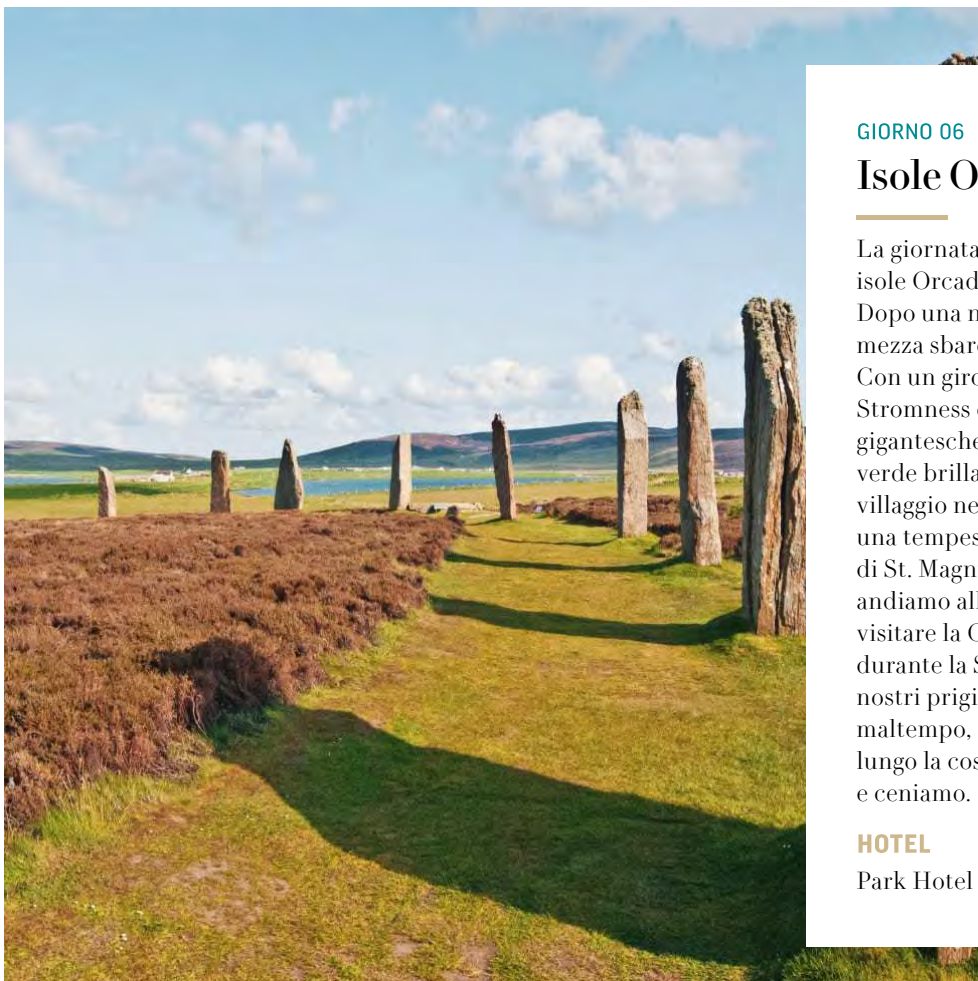 GIORNO 06
Isole O
La giornata
isole Orcad
Dopo una n
mezza sbar
Con un giro
Stromness
gigantesche
verde brilla
villaggio ne
una tempes
di St. Magn
andiamo all
visitare la C
durante la S
nostri prigi
maltempo,
lungo la cos
e ceniamo.
HOTEL
Park Hotel